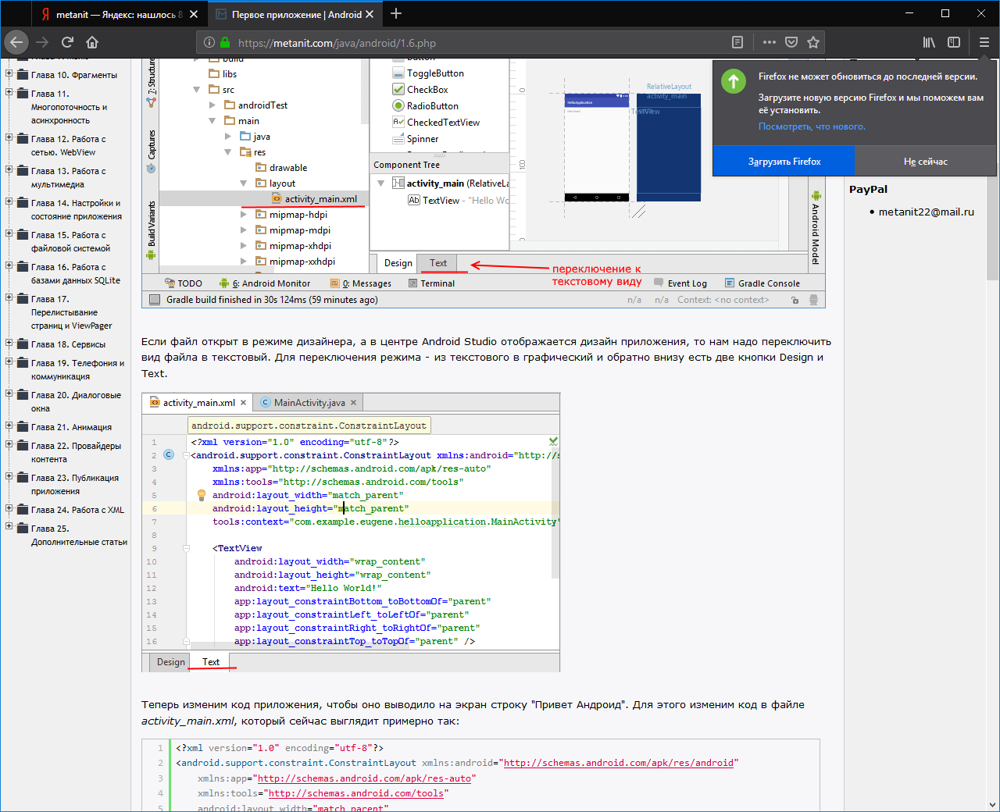 metanit — Яндекс: нашлось 8
Первое приложение | Android
https://metanit.com/java/android/1.6.php
Глава 10. Фрагменты
Глава 11.
Многопоточность и
асинхронность
Глава 12. Работа с
сетью. WebView
Глава 13. Работа с
мультимедиа
Глава 14. Настройки и
состояние приложения
Глава 15. Работа с
файловой системой
Глава 16. Работа с
базами данных SQLite
Глава 17.
Перелистывание
страниц и ViewPager
Глава 18. Сервисы
Глава 19. Телефония и
коммуникация
Глава 20. Диалоговые
окна
Глава 21. Анимация
Глава 22. Провайдеры
контента
Глава 23. Публикация
приложения
Глава 24. Работа с XML
Глава 25.
Дополнительные статьи
7: Structure
Captures
Build Variants
build
libs
src
androidTest
main
java
res
drawable
layout
activity_main.xml
mipmap-hdpi
mipmap-mdpi
mipmap-xhdpi
mipmap-xxhdpi
Button
ToggleButton
CheckBox
RadioButton
CheckedTextView
Spinner
Component Tree
activity_main (RelativeLa
Ab TextView - "Hello Wo
0
100
0
HelloApplication
RelativeLayout
activity_main
TextView
Android Model
Design
Text
переключение к
текстовому виду
TODO
6: Android Monitor
0: Messages
Terminal
Event Log
Gradle Console
Gradle build finished in 30s 124ms (59 minutes ago)
n/a
n/a
Context: <no context>
Firefox не может обновиться до последней версии.
Загрузите новую версию Firefox и мы поможем вам
её установить.
Посмотреть, что нового.
Загрузить Firefox
Не сейчас
PayPal
metanit22@mail.ru
Если файл открыт в режиме дизайнера, а в центре Android Studio отображается дизайн приложения, то нам надо переключить
вид файла в текстовый. Для переключения режима - из текстового в графический и обратно внизу есть две кнопки Design и
Text.
activity_main.xml
MainActivity.java
android.support.constraint.ConstraintLayout
1 <?xml version="1.0" encoding="utf-8"?>
2 <android.support.constraint.ConstraintLayout xmlns:android="http://s
3 xmlns:app="http://schemas.android.com/apk/res-auto"
4 xmlns:tools="http://schemas.android.com/tools"
5 android:layout_width="match_parent"
6 android:layout_height="match_parent"
7 tools:context="com.example.eugene.helloapplication.MainActivity"
8
9 <TextView
10 android:layout_width="wrap_content"
11 android:layout_height="wrap_content"
12 android:text="Hello World!"
13 app:layout_constraintBottom_toBottomOf="parent"
14 app:layout_constraintLeft_toLeftOf="parent"
15 app:layout_constraintRight_toRightOf="parent"
16 app:layout_constraintTop_toTopOf="parent" />
Design
Text
Теперь изменим код приложения, чтобы оно выводило на экран строку "Привет Андроид". Для этого изменим код в файле
activity_main.xml, который сейчас выглядит примерно так:
1 <?xml version="1.0" encoding="utf-8"?>
2 <android.support.constraint.ConstraintLayout xmlns:android="http://schemas.android.com/apk/res/android"
3 xmlns:app="http://schemas.android.com/apk/res-auto"
4 xmlns:tools="http://schemas.android.com/tools"
5 android:layout_width="match_parent"